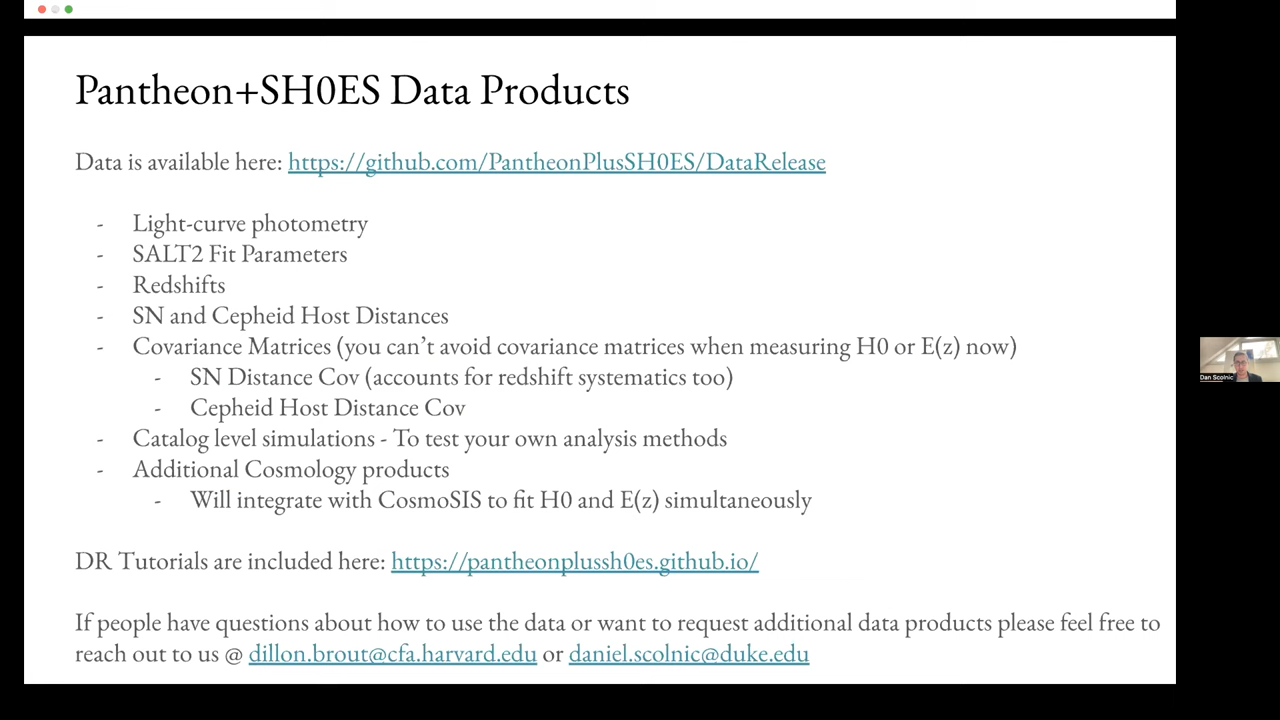 Pantheon+SH0ES Data Products
Data is available here: https://github.com/PantheonPlusSH0ES/DataRelease
- Light-curve photometry
- SALT2 Fit Parameters
- Redshifts
- SN and Cepheid Host Distances
- Covariance Matrices (you can’t avoid covariance matrices when measuring H0 or E(z) now)
- SN Distance Cov (accounts for redshift systematics too)
- Cepheid Host Distance Cov
- Catalog level simulations - To test your own analysis methods
- Additional Cosmology products
- Will integrate with CosmoSIS to fit H0 and E(z) simultaneously
DR Tutorials are included here: https://pantheonplussh0es.github.io/
If people have questions about how to use the data or want to request additional data products please feel free to
reach out to us @ dillon.brout@cfa.harvard.edu or daniel.scolnic@duke.edu
Dan Scolnic